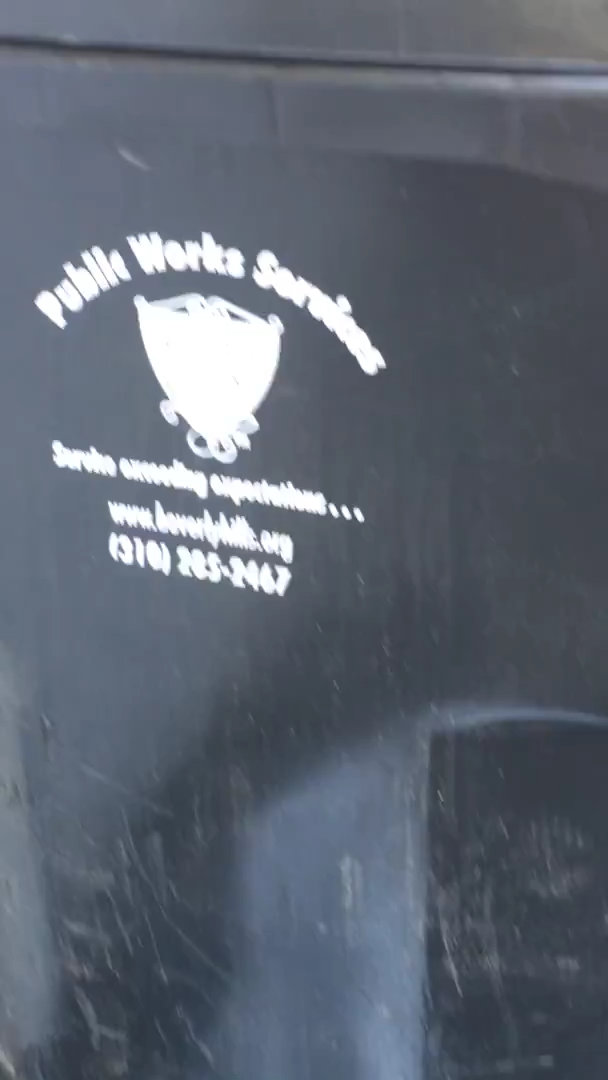 Public Works Services
Service exceeding expectations...
www.beverlyhills.org
(310) 285-2467